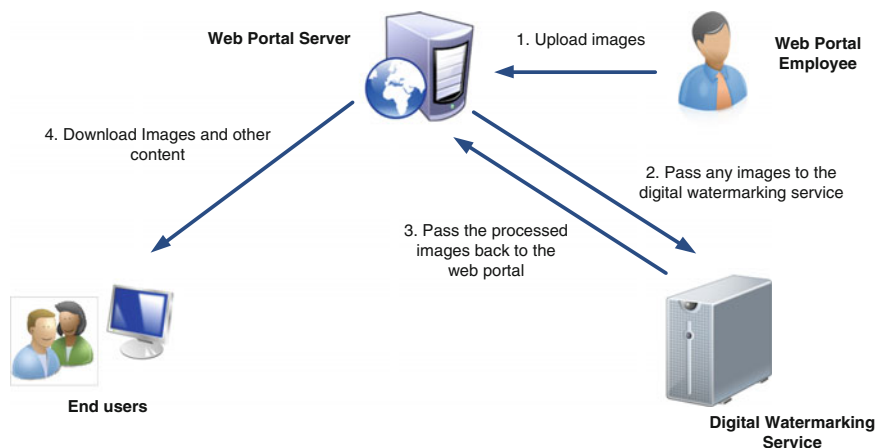 Web Portal Server
1. Upload images
Web Portal
Employee
4. Download Images and other
content
2. Pass any images to the
digital watermarking service
3. Pass the processed
images back to the
web portal
End users
Digital Watermarking
Service